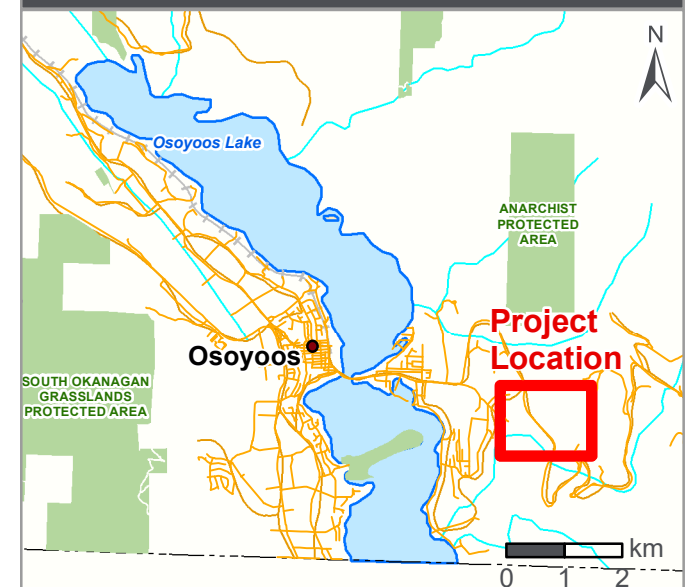 N
Osoyoos Lake
ANARCHIST
PROTECTED
AREA
Project
Location
Osoyoos
SOUTH OKANAGAN
GRASSLANDS
PROTECTED AREA
km
0 1 2